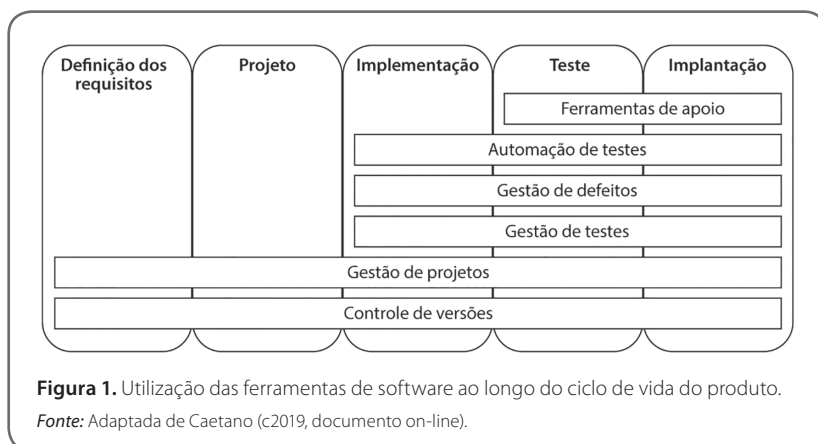 Definição dos requisitos
Projeto
Implementação
Teste
Implantação
Ferramentas de apoio
Automação de testes
Gestão de defeitos
Gestão de testes
Gestão de projetos
Controle de versões
Figura 1. Utilização das ferramentas de software ao longo do ciclo de vida do produto.
Fonte: Adaptada de Caetano (c2019, documento on-line).